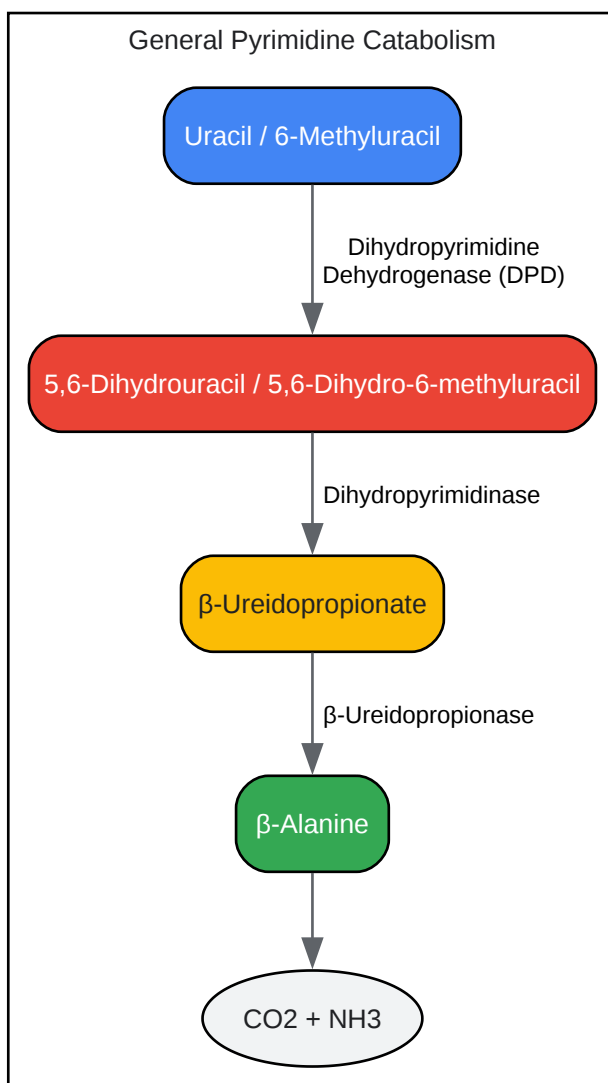 General Pyrimidine Catabolism
Uracil / 6-Methyluracil
Dihydropyrimidine
Dehydrogenase (DPD)
5,6-Dihydrouracil / 5,6-Dihydro-6-methyluracil
Dihydropyrimidinase
β-Ureidopropionate
β-Ureidopropionase
β-Alanine
CO2 + NH3